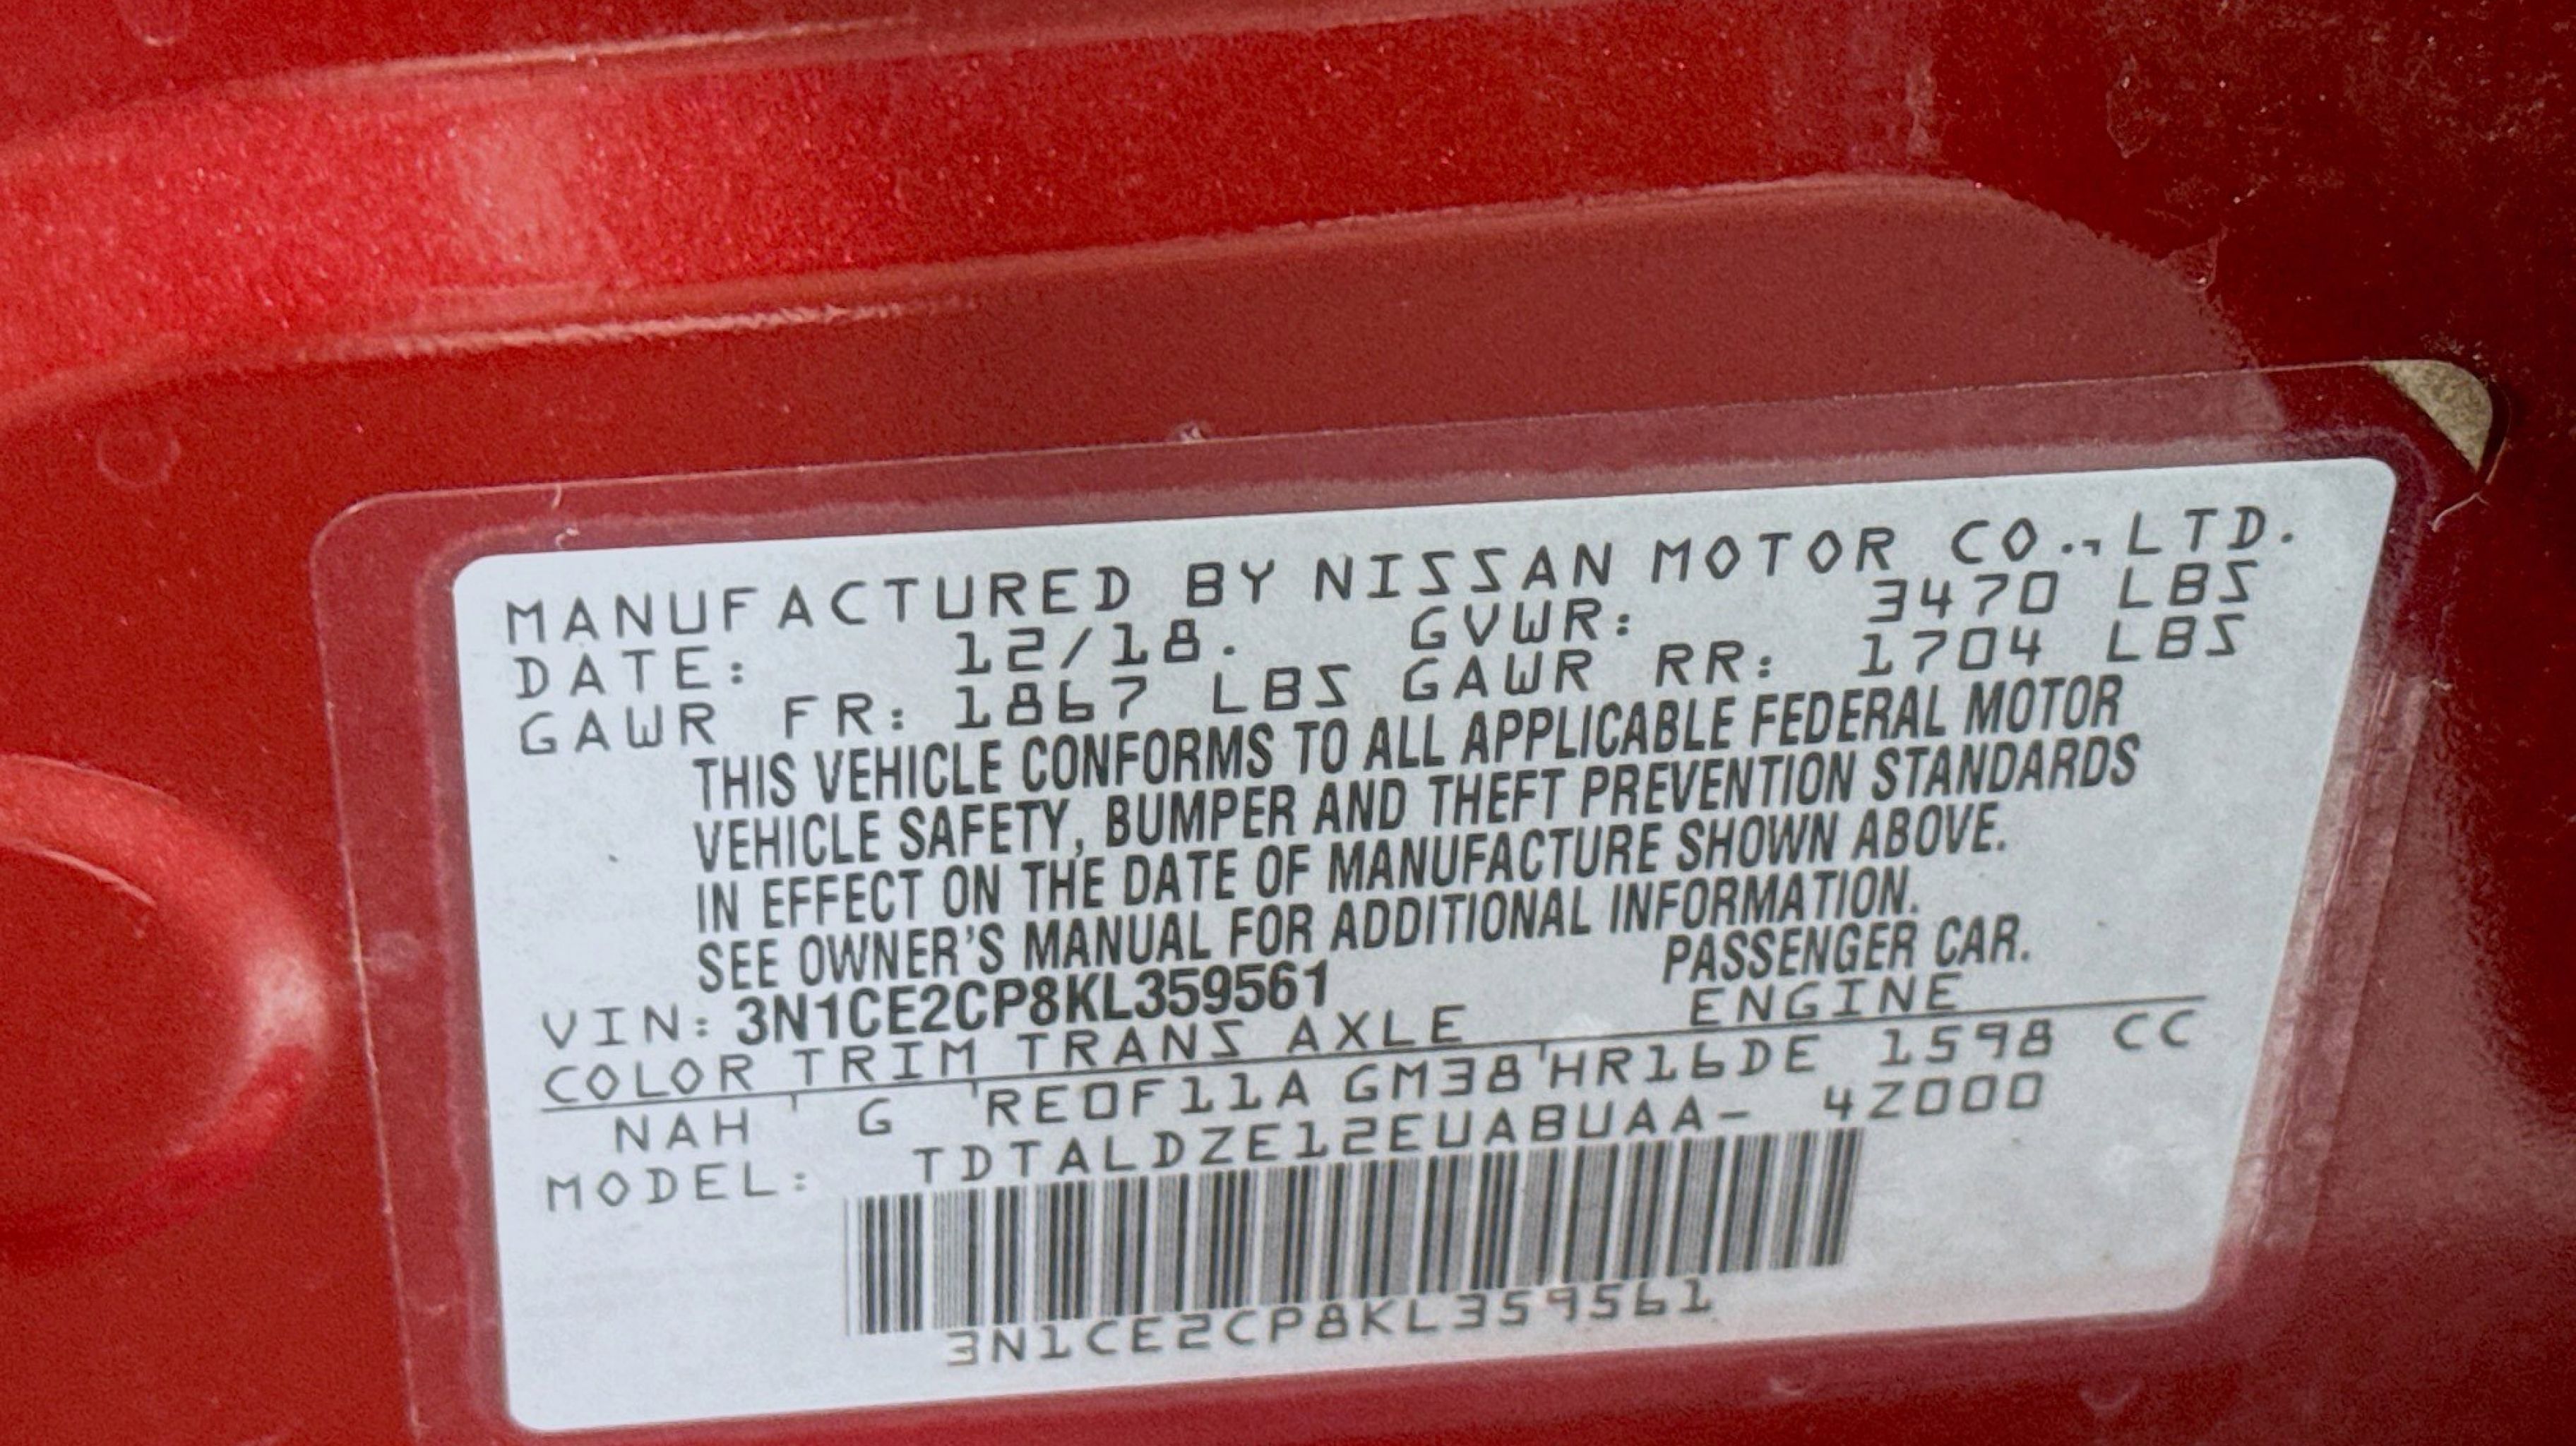 MANUFACTURED BY NISSAN MOTOR CO., LTD.
DATE: 12/18. GVWR: 3470 LBS
GAWR FR: 1867 LBS GAWR RR: 1704 LBS
THIS VEHICLE CONFORMS TO ALL APPLICABLE FEDERAL MOTOR
VEHICLE SAFETY, BUMPER AND THEFT PREVENTION STANDARDS
IN EFFECT ON THE DATE OF MANUFACTURE SHOWN ABOVE.
SEE OWNER'S MANUAL FOR ADDITIONAL INFORMATION.
VIN: 3N1CE2CP8KL359561 PASSENGER CAR.
COLOR TRIM TRANS AXLE ENGINE
NAH G RE0F11A GM38 HR16DE 1598 CC
MODEL: TDTALDZE12EUABUAA- 4Z000
3N1CE2CP8KL359561